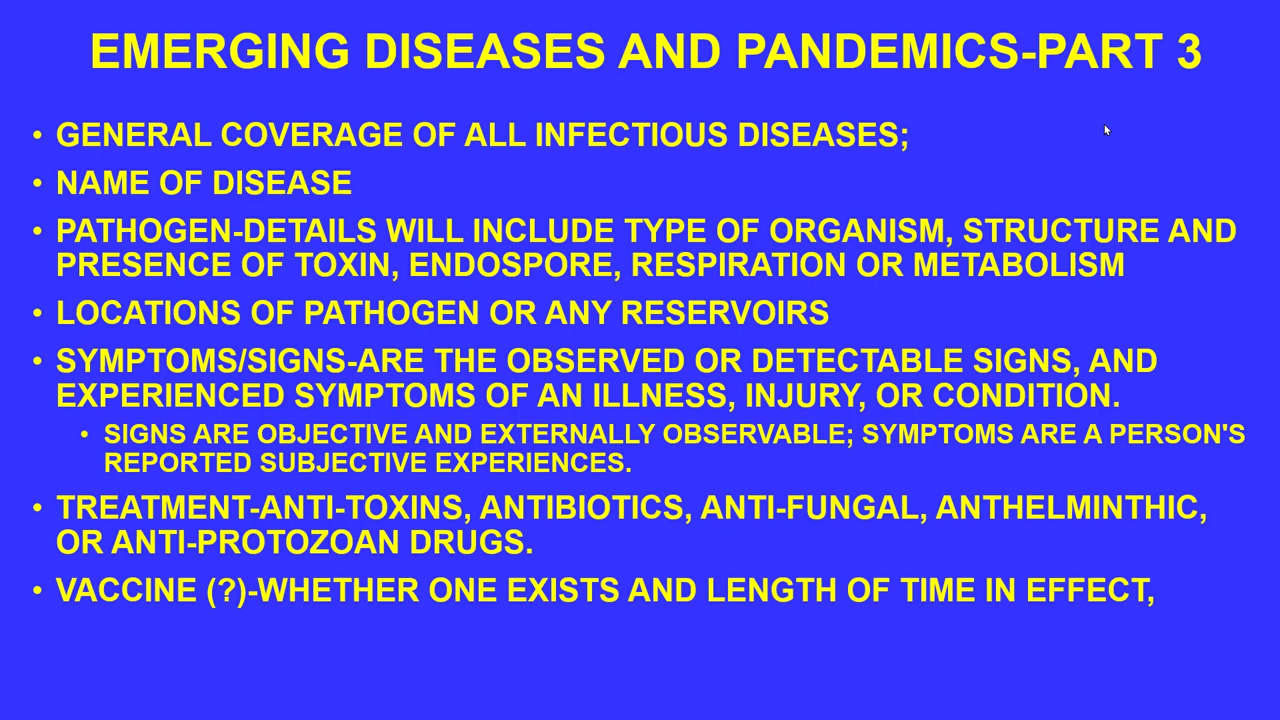 EMERGING DISEASES AND PANDEMICS-PART 3
• GENERAL COVERAGE OF ALL INFECTIOUS DISEASES;
• NAME OF DISEASE
• PATHOGEN-DETAILS WILL INCLUDE TYPE OF ORGANISM, STRUCTURE AND
PRESENCE OF TOXIN, ENDOSPORE, RESPIRATION OR METABOLISM
• LOCATIONS OF PATHOGEN OR ANY RESERVOIRS
• SYMPTOMS/SIGNS-ARE THE OBSERVED OR DETECTABLE SIGNS, AND
EXPERIENCED SYMPTOMS OF AN ILLNESS, INJURY, OR CONDITION.
• SIGNS ARE OBJECTIVE AND EXTERNALLY OBSERVABLE; SYMPTOMS ARE A PERSON'S
REPORTED SUBJECTIVE EXPERIENCES.
• TREATMENT-ANTI-TOXINS, ANTIBIOTICS, ANTI-FUNGAL, ANTHELMINTHIC,
OR ANTI-PROTOZOAN DRUGS.
• VACCINE (?)-WHETHER ONE EXISTS AND LENGTH OF TIME IN EFFECT,